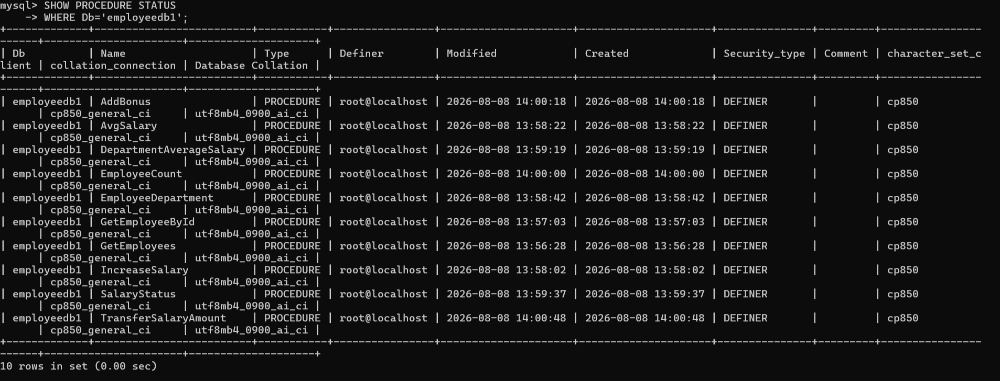 mysql> SHOW PROCEDURE STATUS
    -> WHERE Db='employeedb1';
+-------------+-------------------------+-----------+----------------+---------------------+---------------------+---------------+---------+----------------
------+----------------------+--------------------+
| Db          | Name                    | Type      | Definer        | Modified            | Created             | Security_type | Comment | character_set_c
lient | collation_connection | Database Collation |
+-------------+-------------------------+-----------+----------------+---------------------+---------------------+---------------+---------+----------------
------+----------------------+--------------------+
| employeedb1 | AddBonus                | PROCEDURE | root@localhost | 2026-08-08 14:00:18 | 2026-08-08 14:00:18 | DEFINER       |         | cp850
      | cp850_general_ci     | utf8mb4_0900_ai_ci |
| employeedb1 | AvgSalary               | PROCEDURE | root@localhost | 2026-08-08 13:58:22 | 2026-08-08 13:58:22 | DEFINER       |         | cp850
      | cp850_general_ci     | utf8mb4_0900_ai_ci |
| employeedb1 | DepartmentAverageSalary | PROCEDURE | root@localhost | 2026-08-08 13:59:19 | 2026-08-08 13:59:19 | DEFINER       |         | cp850
      | cp850_general_ci     | utf8mb4_0900_ai_ci |
| employeedb1 | EmployeeCount           | PROCEDURE | root@localhost | 2026-08-08 14:00:00 | 2026-08-08 14:00:00 | DEFINER       |         | cp850
      | cp850_general_ci     | utf8mb4_0900_ai_ci |
| employeedb1 | EmployeeDepartment      | PROCEDURE | root@localhost | 2026-08-08 13:58:42 | 2026-08-08 13:58:42 | DEFINER       |         | cp850
      | cp850_general_ci     | utf8mb4_0900_ai_ci |
| employeedb1 | GetEmployeeById         | PROCEDURE | root@localhost | 2026-08-08 13:57:03 | 2026-08-08 13:57:03 | DEFINER       |         | cp850
      | cp850_general_ci     | utf8mb4_0900_ai_ci |
| employeedb1 | GetEmployees            | PROCEDURE | root@localhost | 2026-08-08 13:56:28 | 2026-08-08 13:56:28 | DEFINER       |         | cp850
      | cp850_general_ci     | utf8mb4_0900_ai_ci |
| employeedb1 | IncreaseSalary          | PROCEDURE | root@localhost | 2026-08-08 13:58:02 | 2026-08-08 13:58:02 | DEFINER       |         | cp850
      | cp850_general_ci     | utf8mb4_0900_ai_ci |
| employeedb1 | SalaryStatus            | PROCEDURE | root@localhost | 2026-08-08 13:59:37 | 2026-08-08 13:59:37 | DEFINER       |         | cp850
      | cp850_general_ci     | utf8mb4_0900_ai_ci |
| employeedb1 | TransferSalaryAmount    | PROCEDURE | root@localhost | 2026-08-08 14:00:48 | 2026-08-08 14:00:48 | DEFINER       |         | cp850
      | cp850_general_ci     | utf8mb4_0900_ai_ci |
+-------------+-------------------------+-----------+----------------+---------------------+---------------------+---------------+---------+----------------
------+----------------------+--------------------+
10 rows in set (0.00 sec)